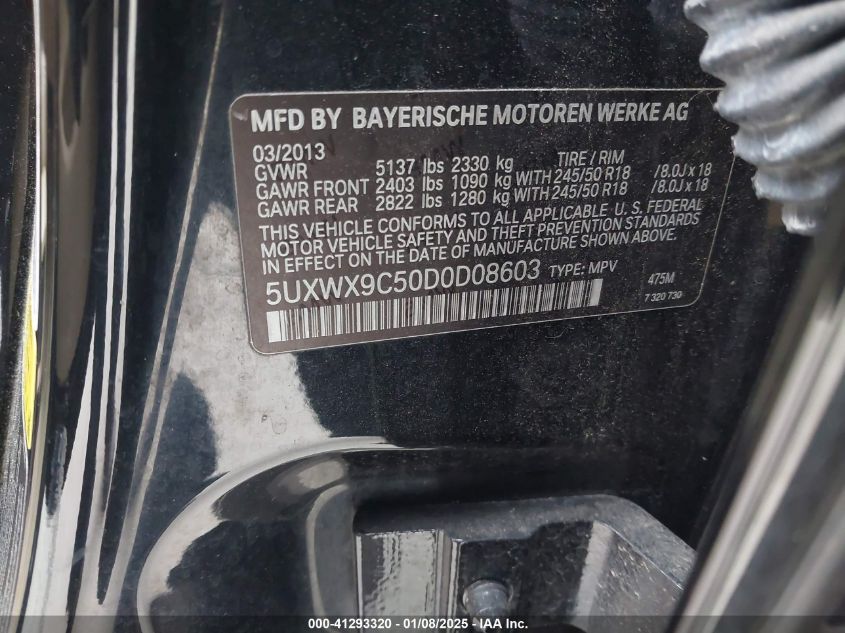 MFD BY BAYERISCHE MOTOREN WERKE AG
03/2013
GVWR 5137 lbs 2330 kg TIRE / RIM
GAWR FRONT 2403 lbs 1090 kg WITH 245/50 R18 /8.0J x 18
GAWR REAR 2822 lbs 1280 kg WITH 245/50 R18 /8.0J x 18
THIS VEHICLE CONFORMS TO ALL APPLICABLE U.S. FEDERAL
MOTOR VEHICLE SAFETY AND THEFT PREVENTION STANDARDS
IN EFFECT ON THE DATE OF MANUFACTURE SHOWN ABOVE.
5UXWX9C50D0D08603 TYPE: MPV 475M
7 320 730
000-41293320 - 01/08/2025 - IAA Inc.